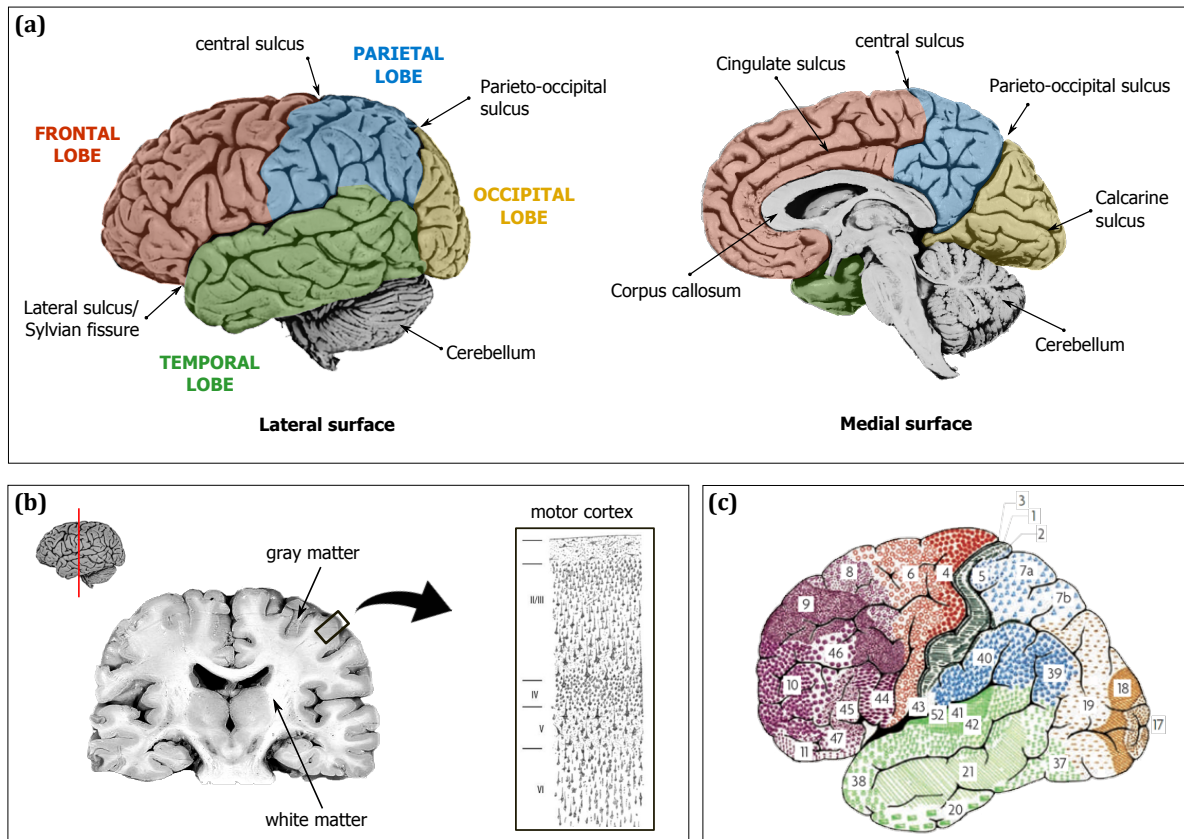 (a)
central sulcus
PARIETAL
LOBE
Parieto-occipital
sulcus
FRONTAL
LOBE
OCCIPITAL
LOBE
Lateral sulcus/
Sylvian fissure
TEMPORAL
LOBE
Cerebellum
Lateral surface
central sulcus
Cingulate sulcus
Parieto-occipital sulcus
Calcarine
sulcus
Corpus callosum
Cerebellum
Medial surface
(b)
gray matter
white matter
motor cortex
II/III
IV
V
VI
(c)
3
1
2
8
6
4
5
7a
7b
9
46
40
39
10
44
18
45
43
52
41
42
19
17
11
47
37
38
21
20